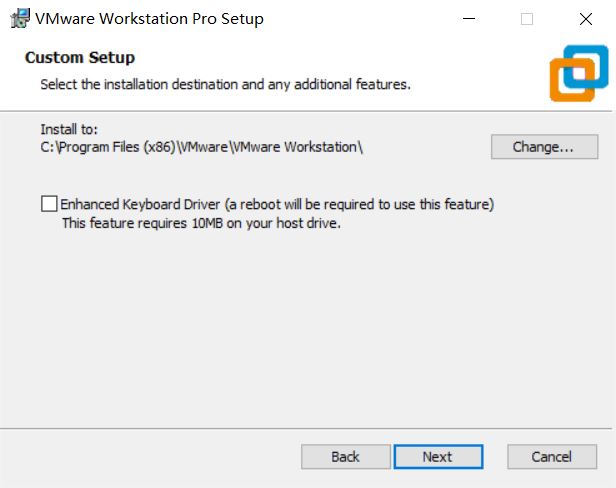 VMware Workstation Pro Setup
Custom Setup
Select the installation destination and any additional features.
Install to:
C:\Program Files (x86)\VMware\VMware Workstation\
Change...
Enhanced Keyboard Driver (a reboot will be required to use this feature)
This feature requires 10MB on your host drive.
Back
Next
Cancel